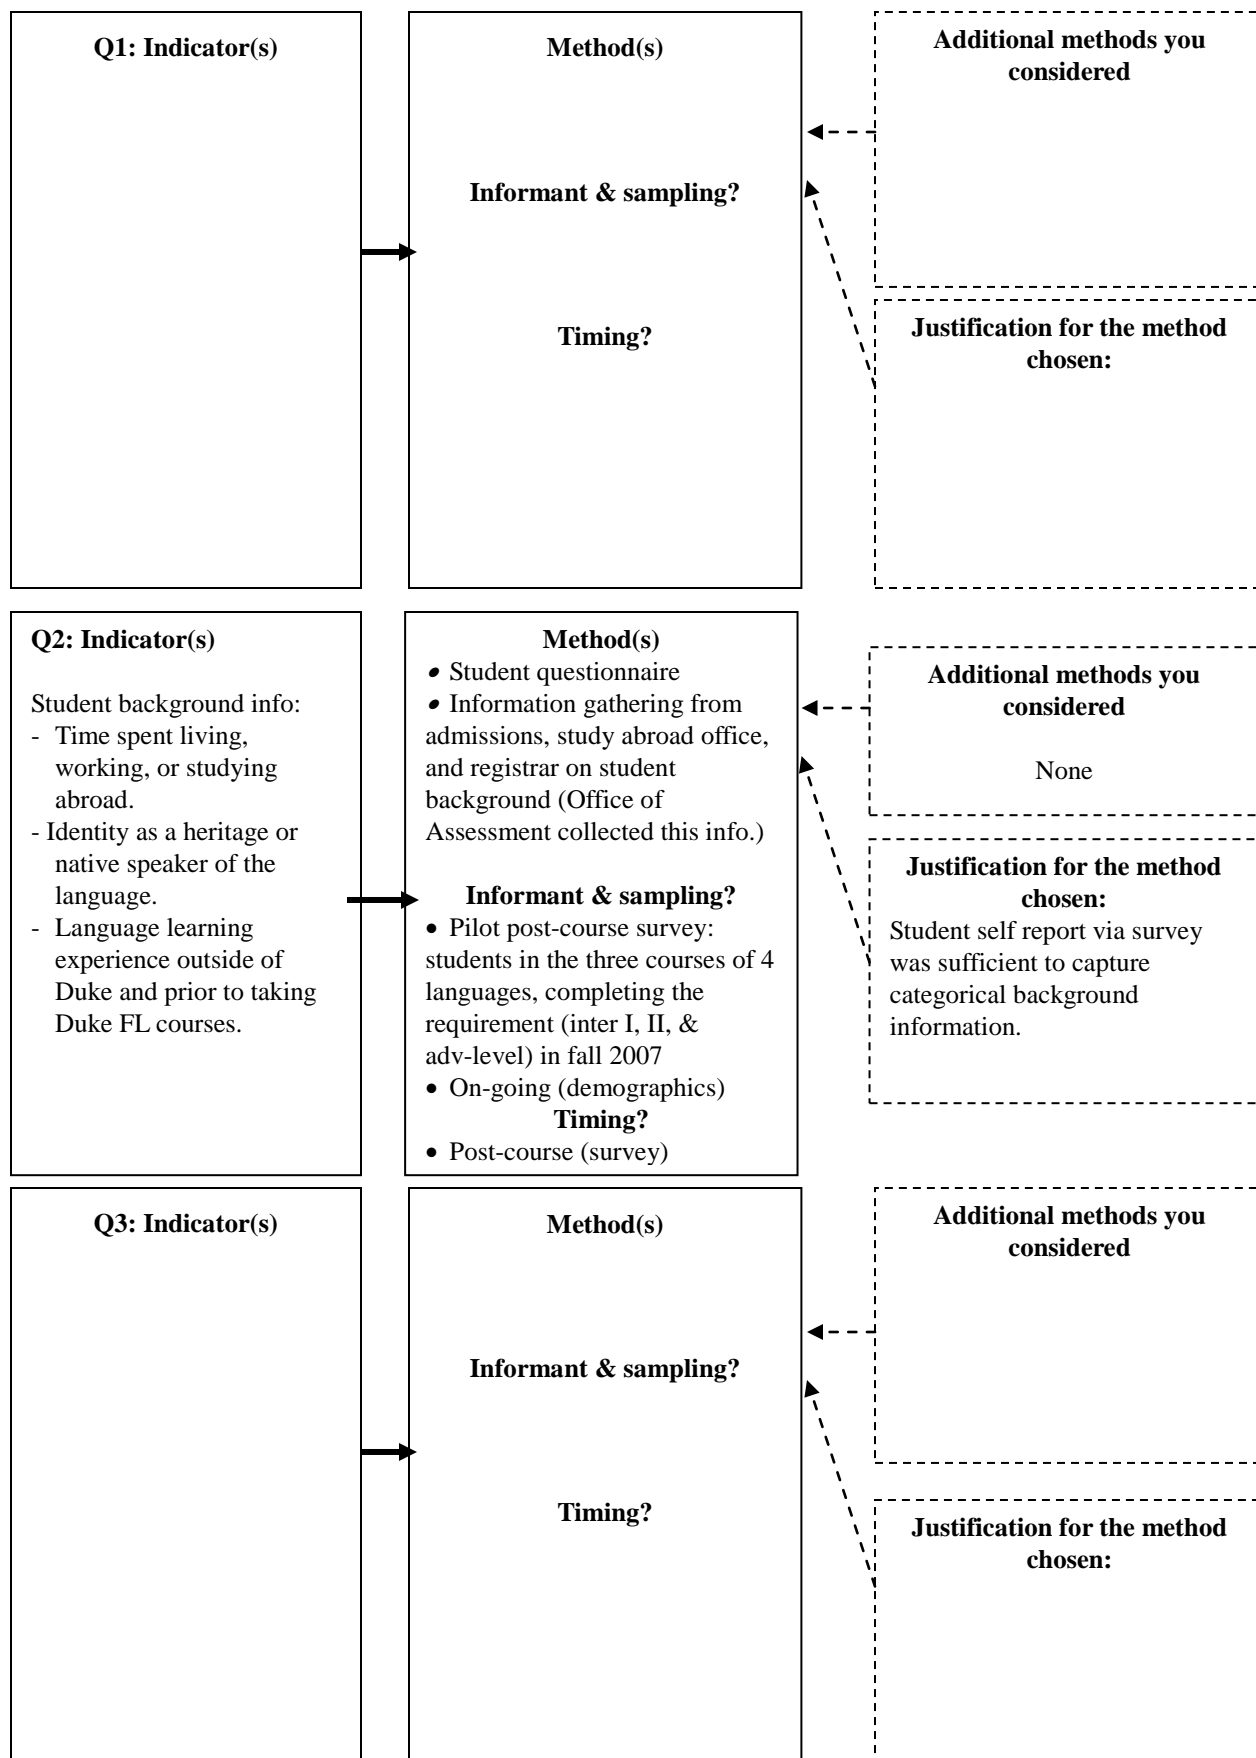 Q1: Indicator(s)
Method(s)
Informant & sampling?
Timing?
Additional methods you
considered
Justification for the method
chosen:
Q2: Indicator(s)
Student background info:
- Time spent living,
working, or studying
abroad.
- Identity as a heritage or
native speaker of the
language.
- Language learning
experience outside of
Duke and prior to taking
Duke FL courses.
Method(s)
• Student questionnaire
• Information gathering from
admissions, study abroad office,
and registrar on student
background (Office of
Assessment collected this info.)
Informant & sampling?
• Pilot post-course survey:
students in the three courses of 4
languages, completing the
requirement (inter I, II, &
adv-level) in fall 2007
• On-going (demographics)
Timing?
• Post-course (survey)
Additional methods you
considered
None
Justification for the method
chosen:
Student self report via survey
was sufficient to capture
categorical background
information.
Q3: Indicator(s)
Method(s)
Informant & sampling?
Timing?
Additional methods you
considered
Justification for the method
chosen: